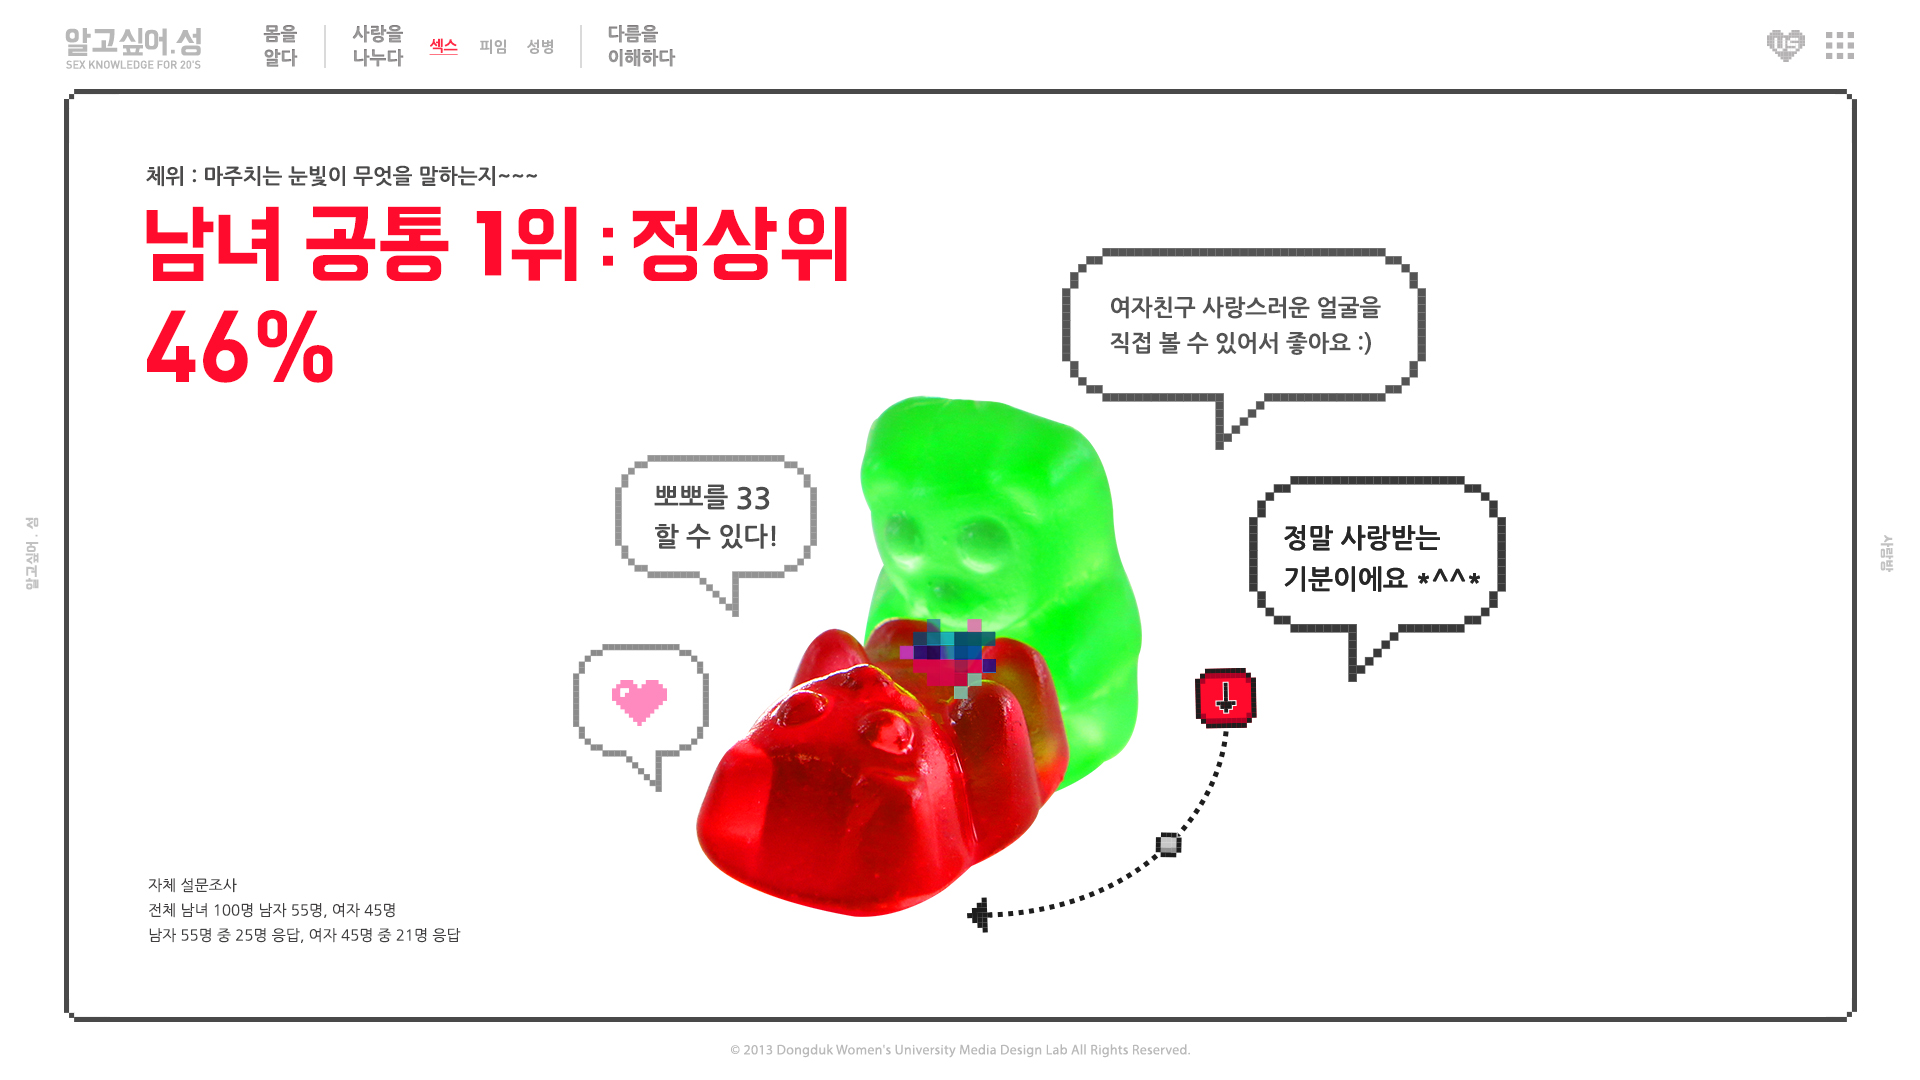 알고싶어.성
SEX KNOWLEDGE FOR 20'S
몸을
알다
사랑을
나누다
섹스
피임
성병
다름을
이해하다
US
체위 : 마주치는 눈빛이 무엇을 말하는지~~~
남녀 공통 1위 : 정상위
46%
여자친구 사랑스러운 얼굴을
직접 볼 수 있어서 좋아요 :)
뽀뽀를 33
할 수 있다!
정말 사랑받는
기분이에요 *^^*
알고싶어 . 성
자체 설문조사
전체 남녀 100명 남자 55명, 여자 45명
남자 55명 중 25명 응답, 여자 45명 중 21명 응답
© 2013 Dongduk Women's University Media Design Lab All Rights Reserved.